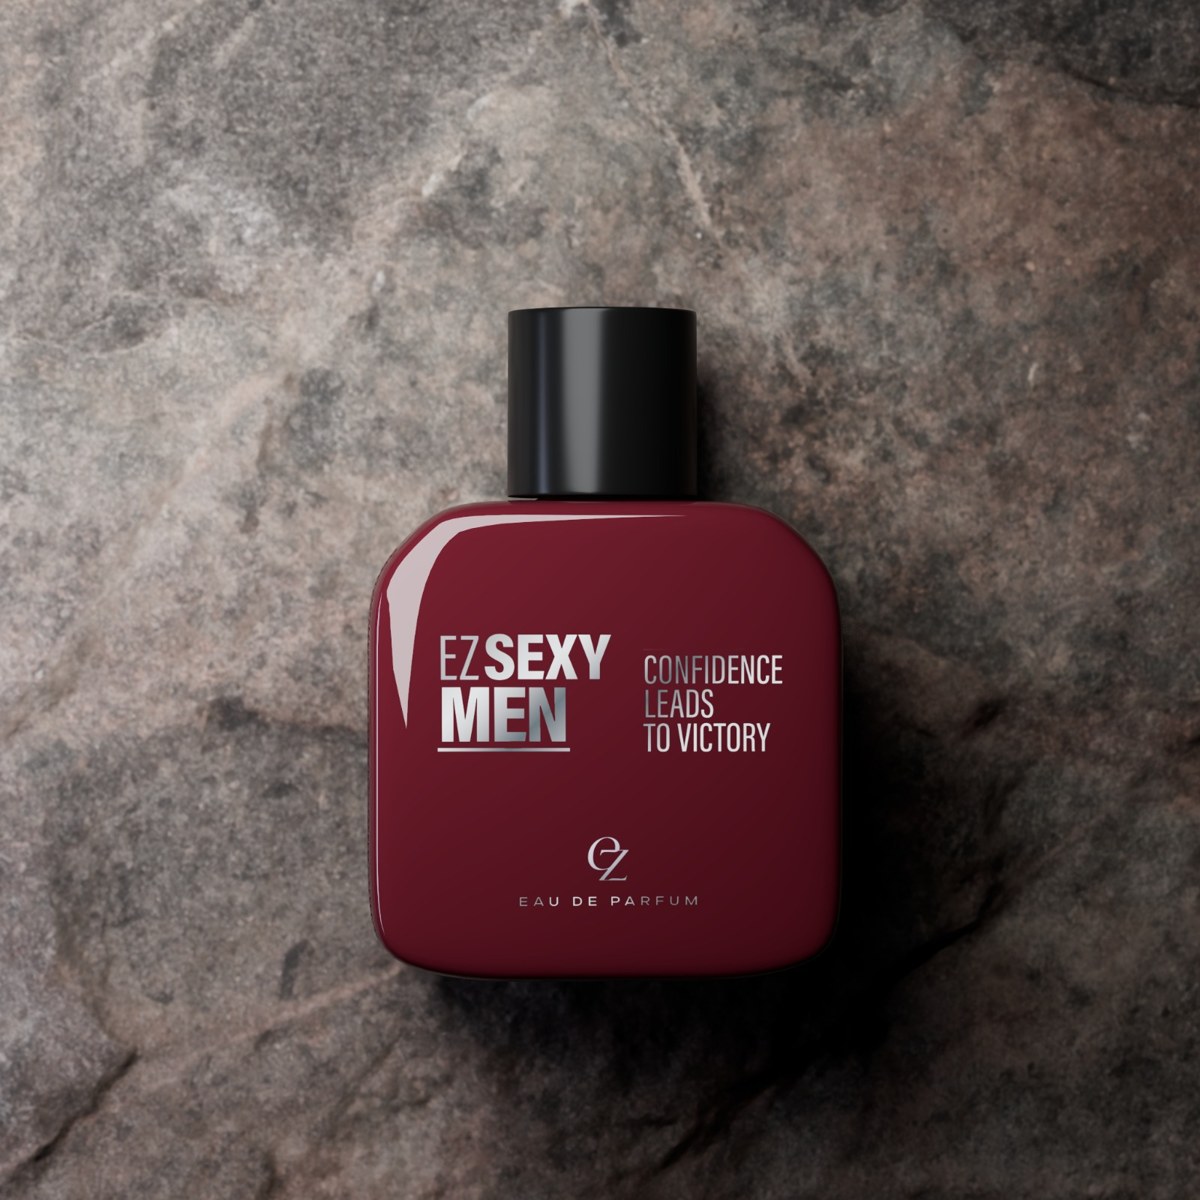 EZ SEXY
MEN
CONFIDENCE
LEADS
TO VICTORY
ez
EAU DE PARFUM